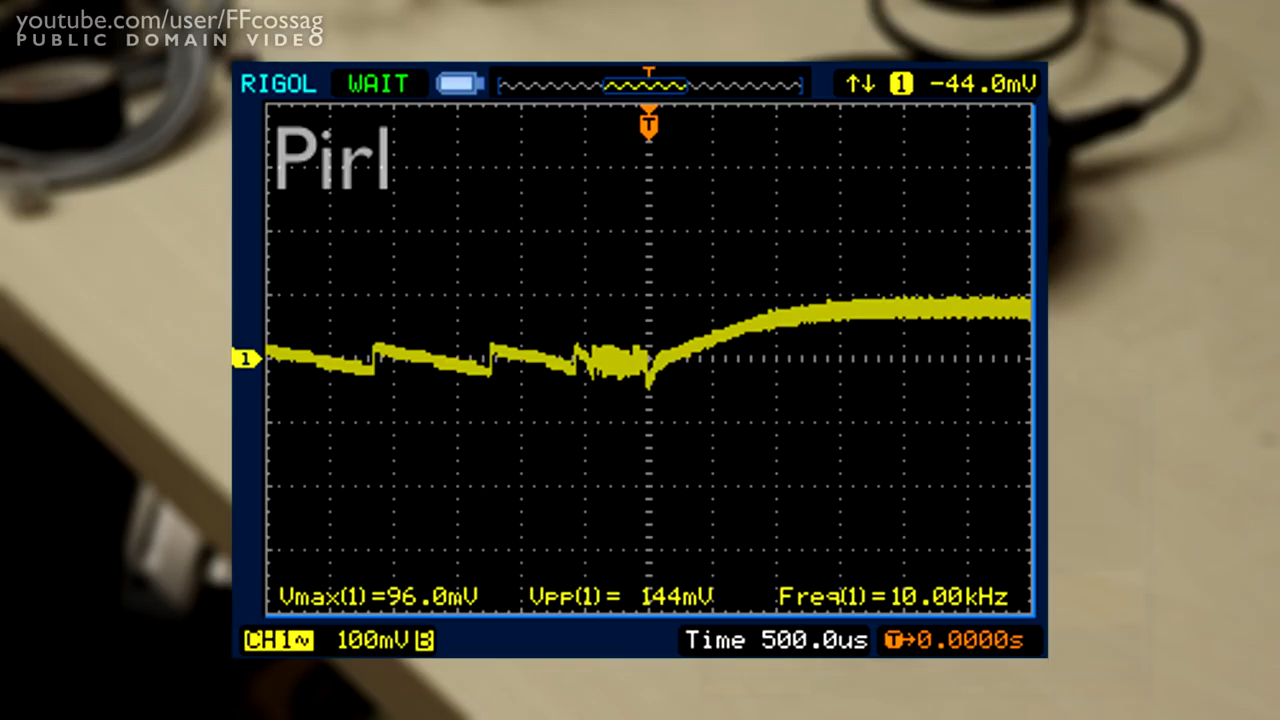 youtube.com/user/FFcossag
PUBLIC DOMAIN VIDEO
RIGOL WAIT T ↑↓ 1 -44.0mV
T
Pirl
1
Vmax(1)=96.0mV Vpp(1)= 144mV Freq(1)=10.00kHz
CH1~ 100mV B Time 500.0us T→0.0000s